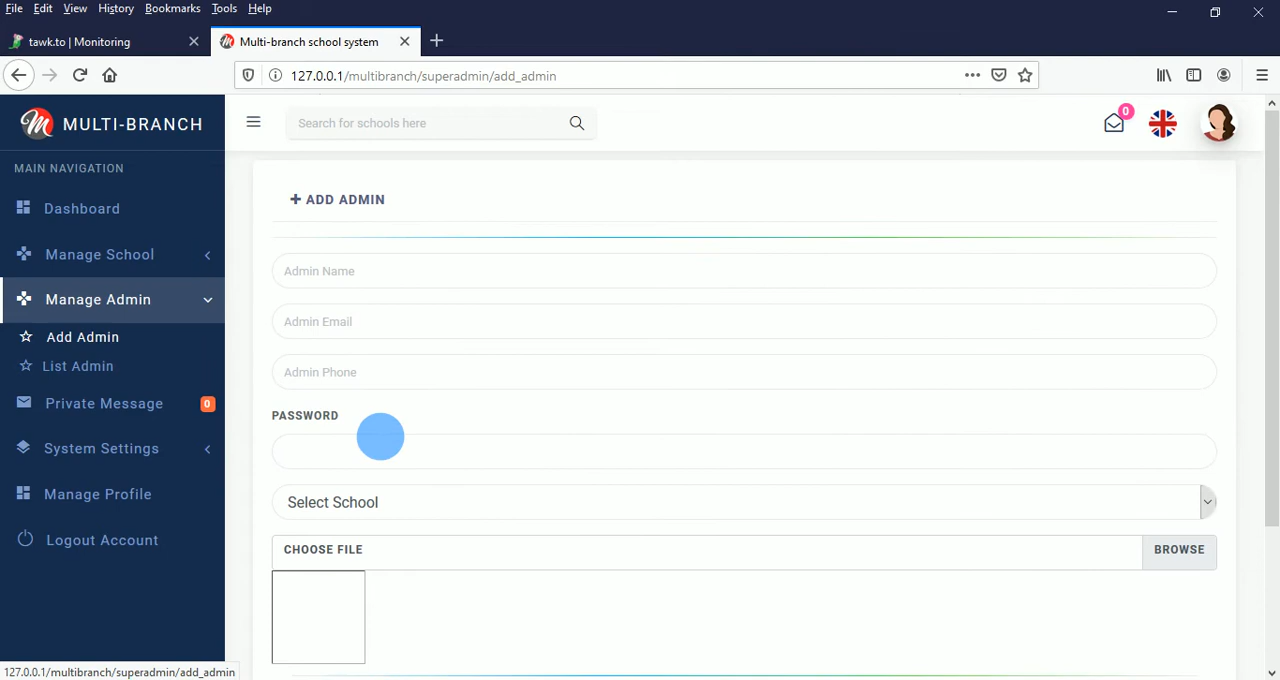 File Edit View History Bookmarks Tools Help
tawk.to | Monitoring
Multi-branch school system
127.0.0.1/multibranch/superadmin/add_admin
MULTI-BRANCH
Search for schools here
0
MAIN NAVIGATION
Dashboard
Manage School
Manage Admin
Add Admin
List Admin
Private Message 0
System Settings
Manage Profile
Logout Account
ADD ADMIN
Admin Name
Admin Email
Admin Phone
PASSWORD
Select School
CHOOSE FILE
BROWSE
127.0.0.1/multibranch/superadmin/add_admin